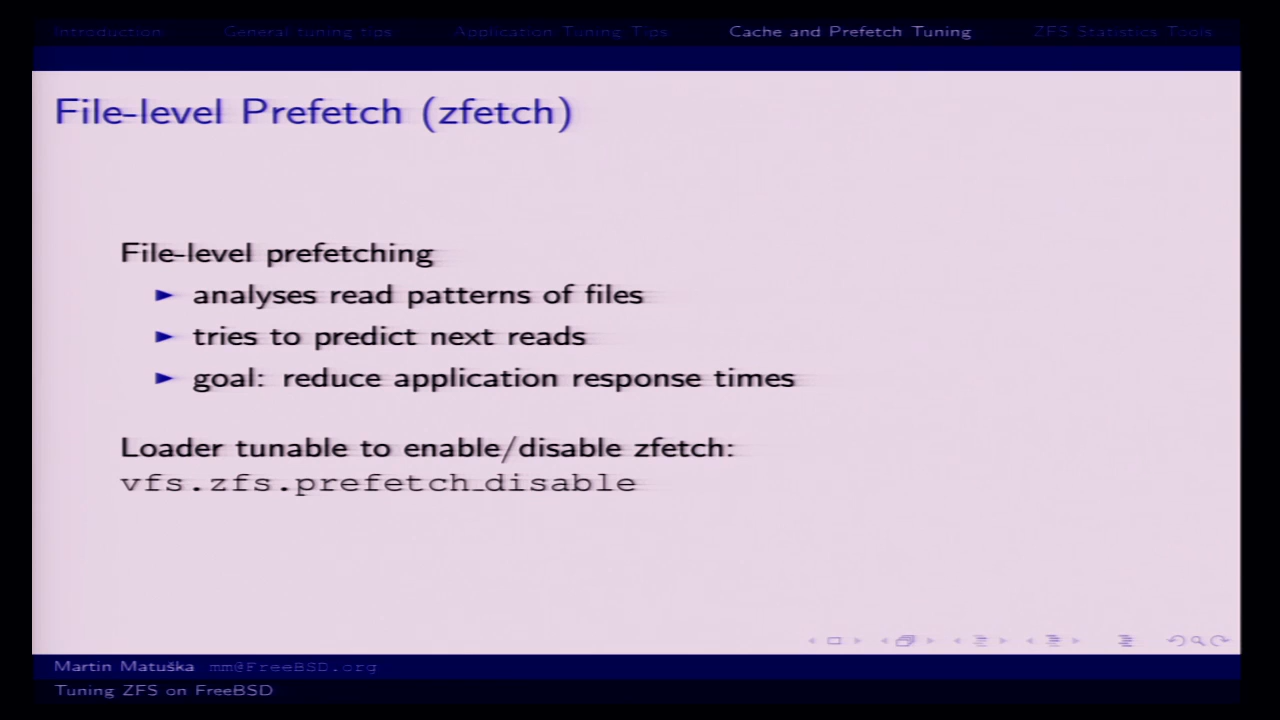 Introduction General tuning tips Application Tuning Tips Cache and Prefetch Tuning ZFS Statistics Tools
File-level Prefetch (zfetch)
File-level prefetching
analyses read patterns of files
tries to predict next reads
goal: reduce application response times
Loader tunable to enable/disable zfetch:
vfs.zfs.prefetch_disable
Martin Matuška mm@FreeBSD.org
Tuning ZFS on FreeBSD